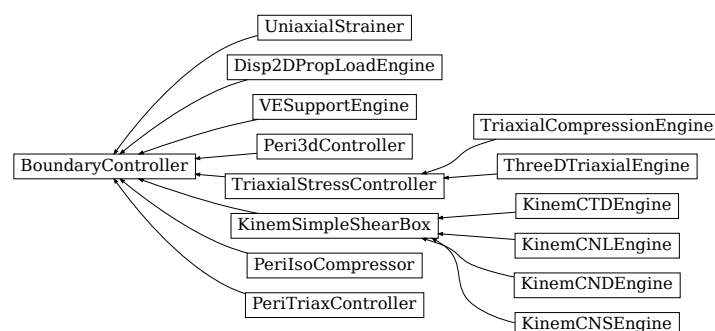 UniaxialStrainer
Disp2DPropLoadEngine
VESupportEngine
TriaxialCompressionEngine
Peri3dController
BoundaryController
ThreeDTriaxialEngine
TriaxialStressController
KinemCTDEngine
KinemSimpleShearBox
KinemCNLEngine
PeriIsoCompressor
KinemCNDEngine
PeriTriaxController
KinemCNSEngine